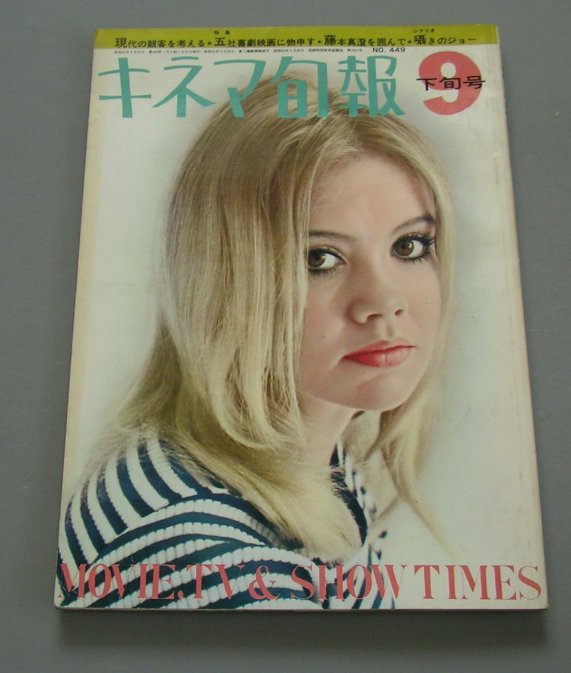 特集
シナリオ
現代の観客を考える★五社喜劇映画に物申す★藤本真澄を囲んで★囁きのジョー
NO. 449
キネマ旬報
9
下旬号
MOVIE, TV & SHOW TIMES